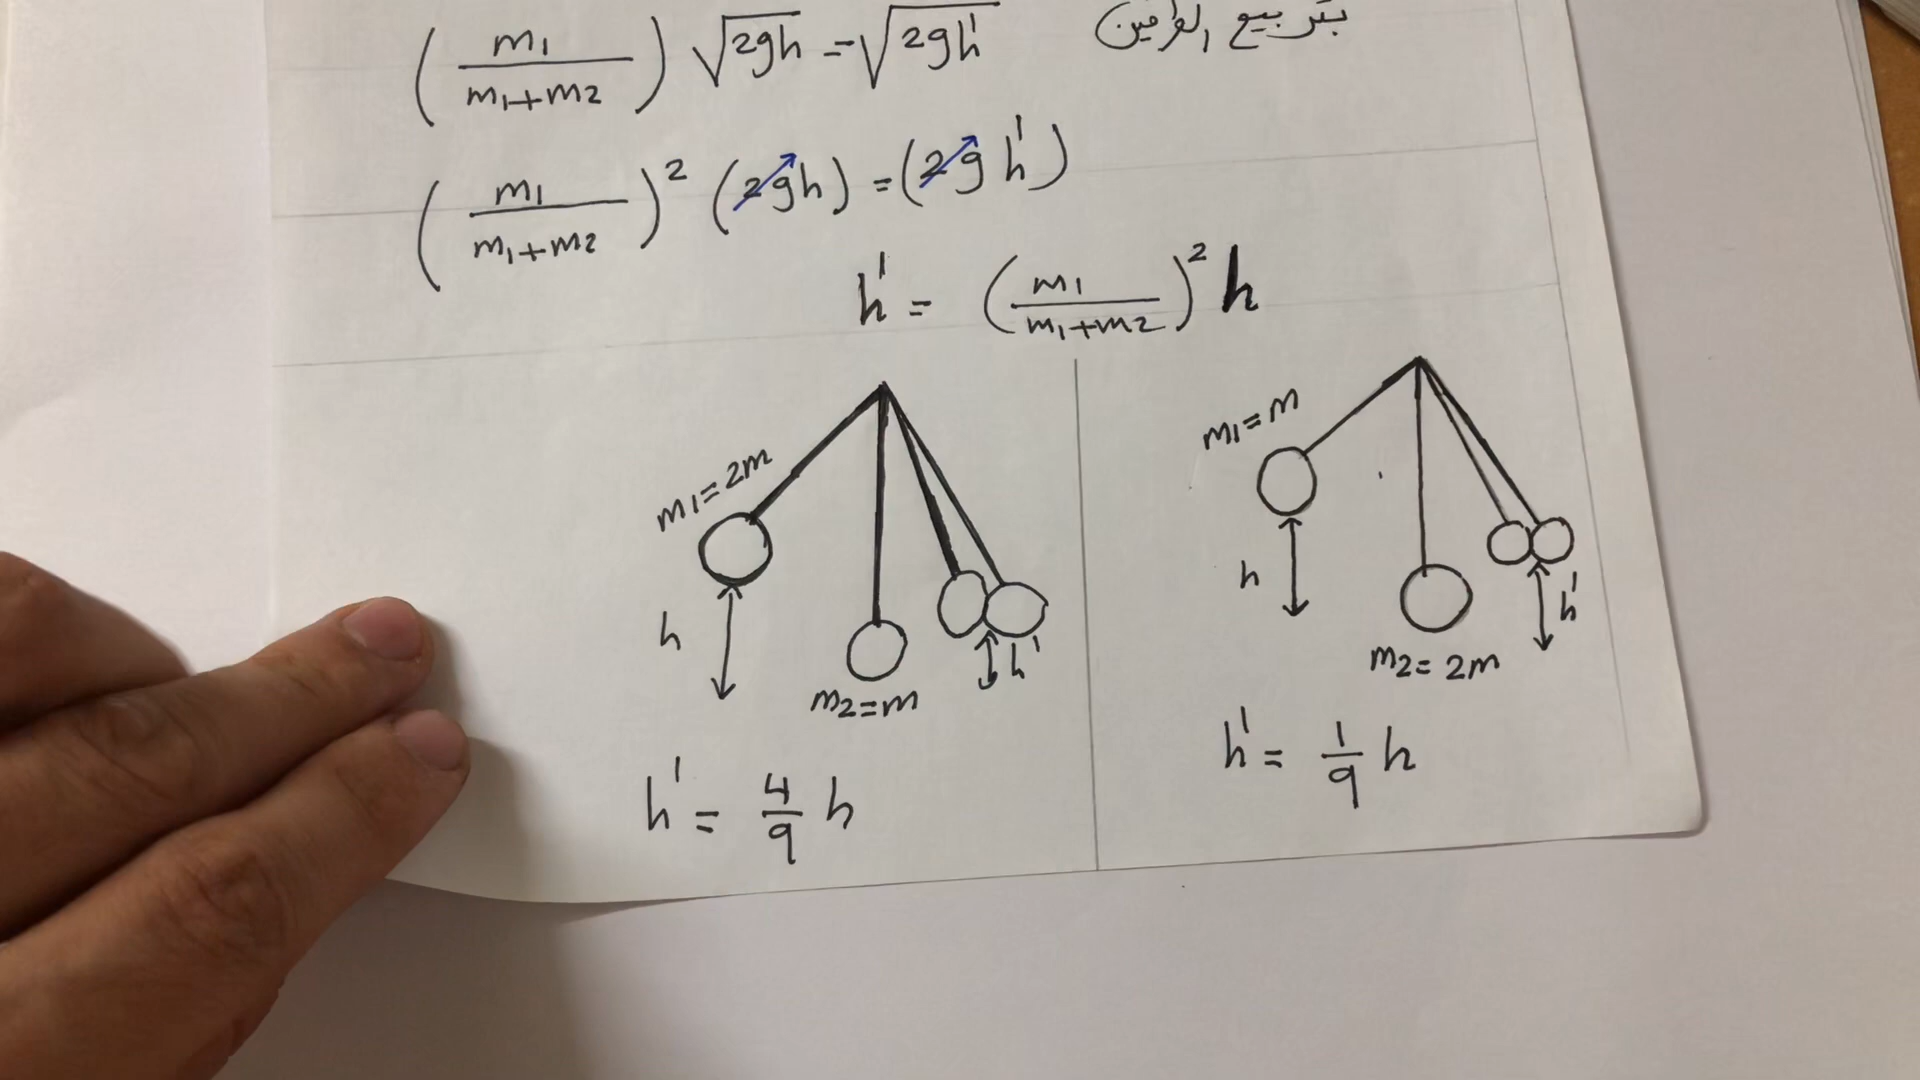 (m1/m1+m2) √2gh = √2gh' بتربيع الطرفين
(m1/m1+m2)² (2gh) = (2gh')
h' = (m1/m1+m2)² h
m1=2m
h
m2=m
h'
h' = 4/9 h
m1=m
h
m2=2m
h'
h' = 1/9 h